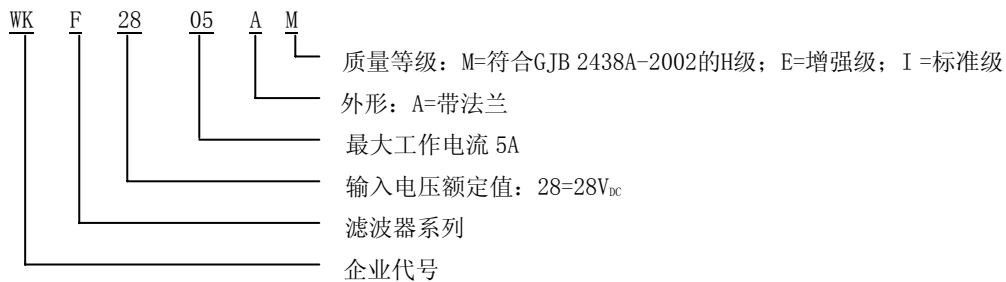 WK F 28 05 A M
质量等级：M=符合GJB 2438A-2002的H级；E=增强级；I =标准级
外形：A=带法兰
最大工作电流 5A
输入电压额定值：28=28VDC
滤波器系列
企业代号